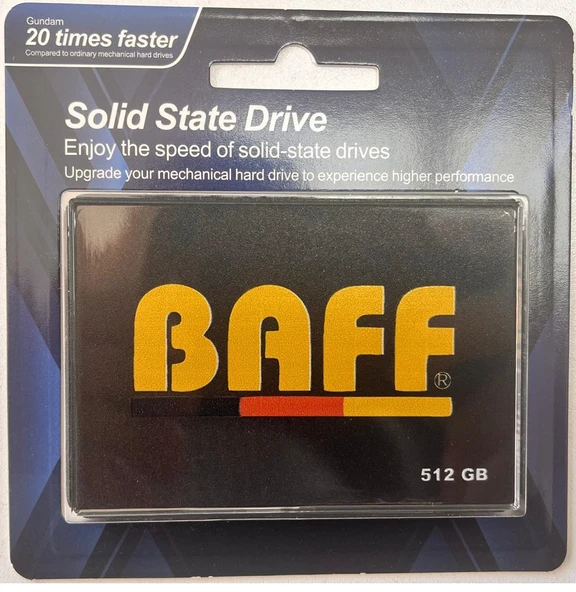 Gundam
20 times faster
Compared to ordinary mechanical hard drives
Solid State Drive
Enjoy the speed of solid-state drives
Upgrade your mechanical hard drive to experience higher performance
BAFF®
512 GB